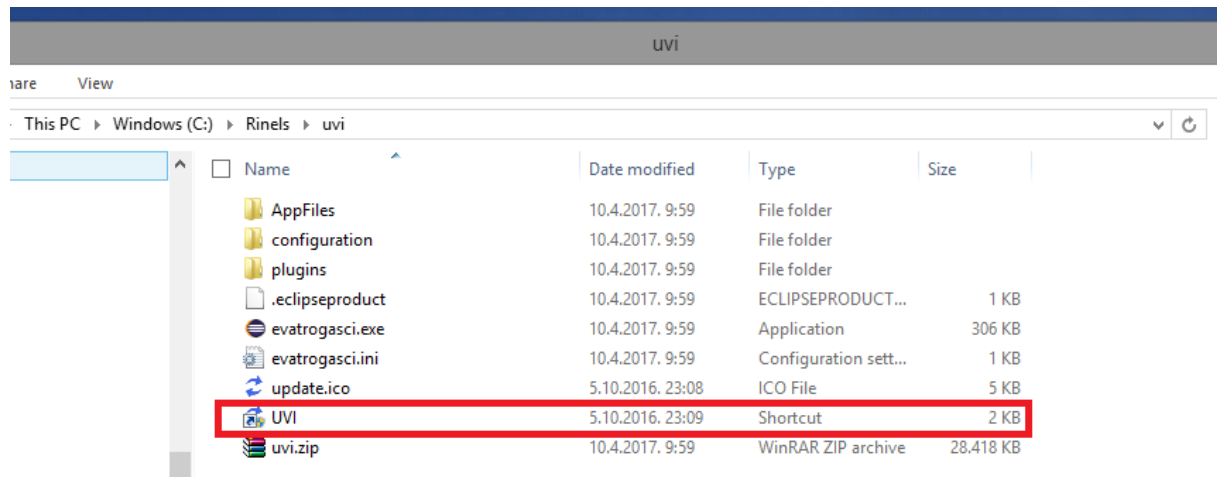 uvi
hare View
This PC Windows (C:) Rinels uvi
Name Date modified Type Size
AppFiles 10.4.2017. 9:59 File folder
configuration 10.4.2017. 9:59 File folder
plugins 10.4.2017. 9:59 File folder
.eclipseproduct 10.4.2017. 9:59 ECLIPSEPRODUCT... 1 KB
evatrogasci.exe 10.4.2017. 9:59 Application 306 KB
evatrogasci.ini 10.4.2017. 9:59 Configuration sett... 1 KB
update.ico 5.10.2016. 23:08 ICO File 5 KB
UVI 5.10.2016. 23:09 Shortcut 2 KB
uvi.zip 10.4.2017. 9:59 WinRAR ZIP archive 28.418 KB